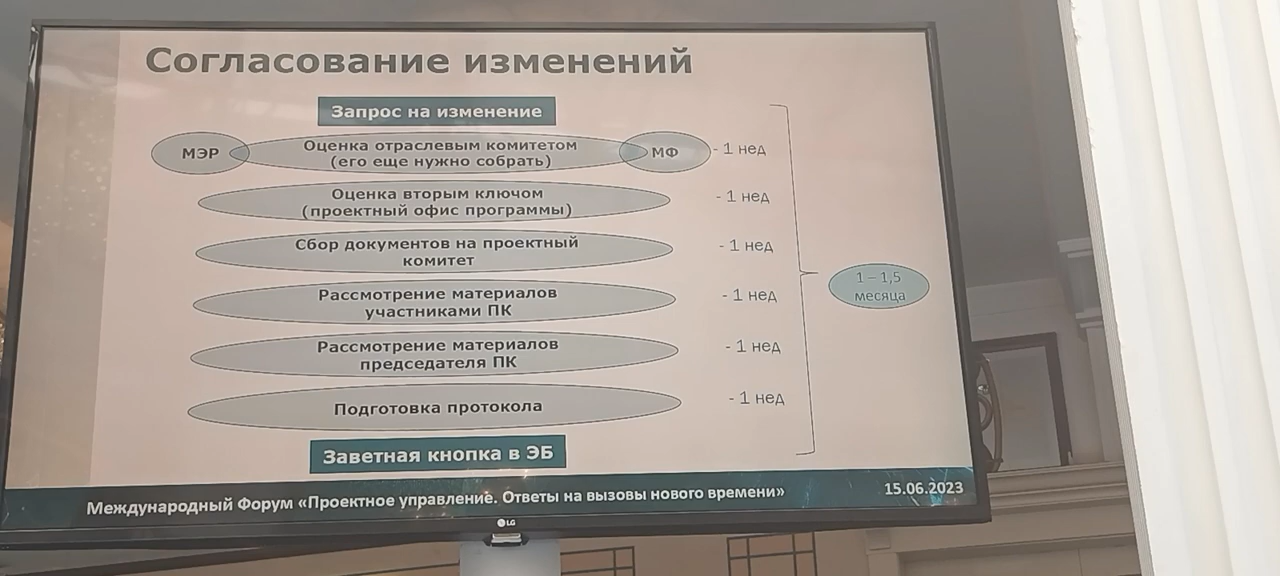 Согласование изменений
Запрос на изменение
МЭР
Оценка отраслевым комитетом
(его еще нужно собрать)
МФ
- 1 нед
Оценка вторым ключом
(проектный офис программы)
- 1 нед
Сбор документов на проектный
комитет
- 1 нед
Рассмотрение материалов
участниками ПК
- 1 нед
Рассмотрение материалов
председателя ПК
- 1 нед
Подготовка протокола
- 1 нед
1 – 1,5
месяца
Заветная кнопка в ЭБ
Международный Форум «Проектное управление. Ответы на вызовы нового времени»
15.06.2023
LG